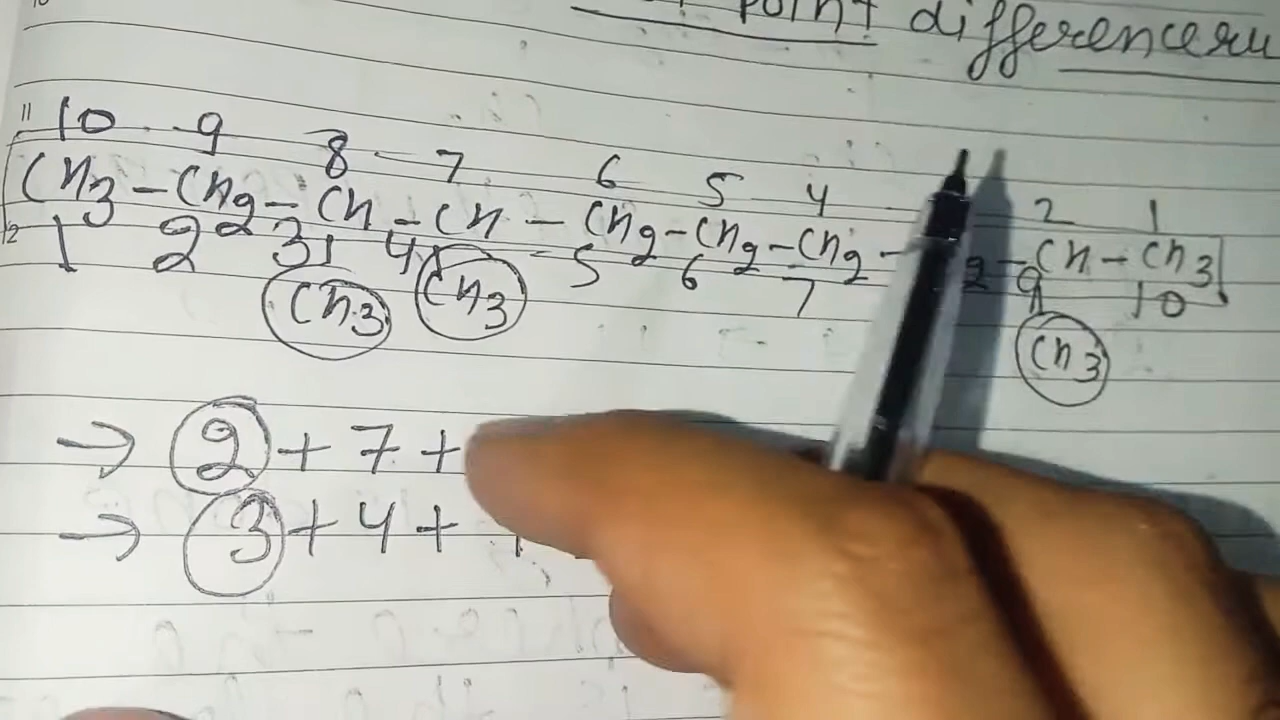 point difference
10 9 8 7 6 5 4 2 1
CH3 - CH2 - CH - CH - CH2 - CH2 - CH2 - 2 - CH - CH3
1 2 3 4 5 6 7 9 10
CH3 CH3 CH3
→ 2 + 7 +
→ 3 + 4 +